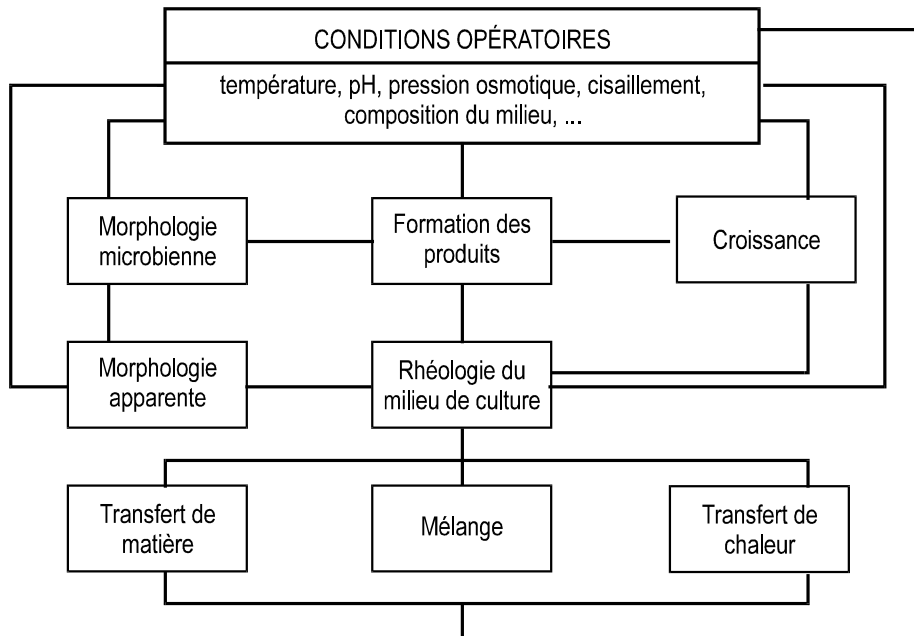 CONDITIONS OPÉRATOIRES
température, pH, pression osmotique, cisaillement,
composition du milieu, ...
Morphologie
microbienne
Formation des
produits
Croissance
Morphologie
apparente
Rhéologie du
milieu de culture
Transfert de
matière
Mélange
Transfert de
chaleur